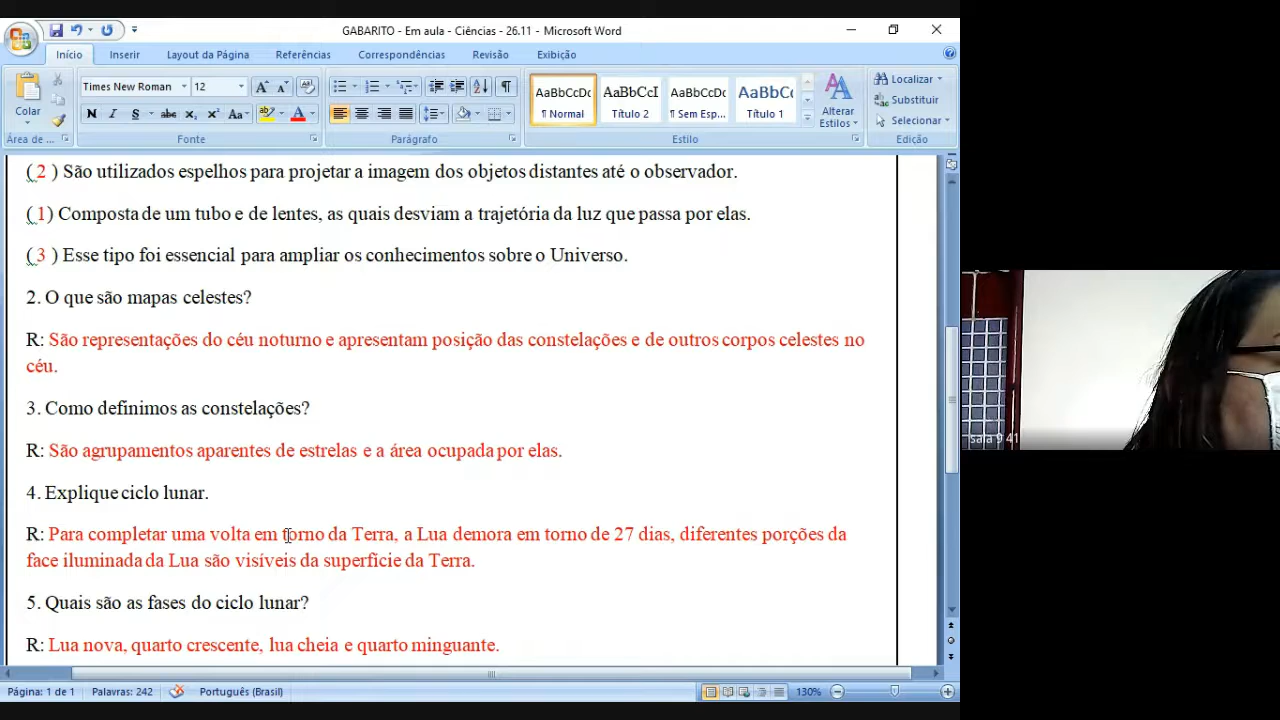 GABARITO - Em aula - Ciências - 26.11 - Microsoft Word
Início Inserir Layout da Página Referências Correspondências Revisão Exibição
Colar
Times New Roman 12
AaBbCcDc AaBbCcI AaBbCcDc AaBbCc
¶ Normal Título 2 ¶ Sem Esp... Título 1
Alterar Estilos
Localizar
Substituir
Selecionar
Área de... Fonte Parágrafo Estilo Edição
( 2 ) São utilizados espelhos para projetar a imagem dos objetos distantes até o observador.
( 1) Composta de um tubo e de lentes, as quais desviam a trajetória da luz que passa por elas.
( 3 ) Esse tipo foi essencial para ampliar os conhecimentos sobre o Universo.
2. O que são mapas celestes?
R: São representações do céu noturno e apresentam posição das constelações e de outros corpos celestes no
céu.
3. Como definimos as constelações?
R: São agrupamentos aparentes de estrelas e a área ocupada por elas.
4. Explique ciclo lunar.
R: Para completar uma volta em torno da Terra, a Lua demora em torno de 27 dias, diferentes porções da
face iluminada da Lua são visíveis da superfície da Terra.
5. Quais são as fases do ciclo lunar?
R: Lua nova, quarto crescente, lua cheia e quarto minguante.
Página: 1 de 1 Palavras: 242 Português (Brasil) 130%
sala 9 41